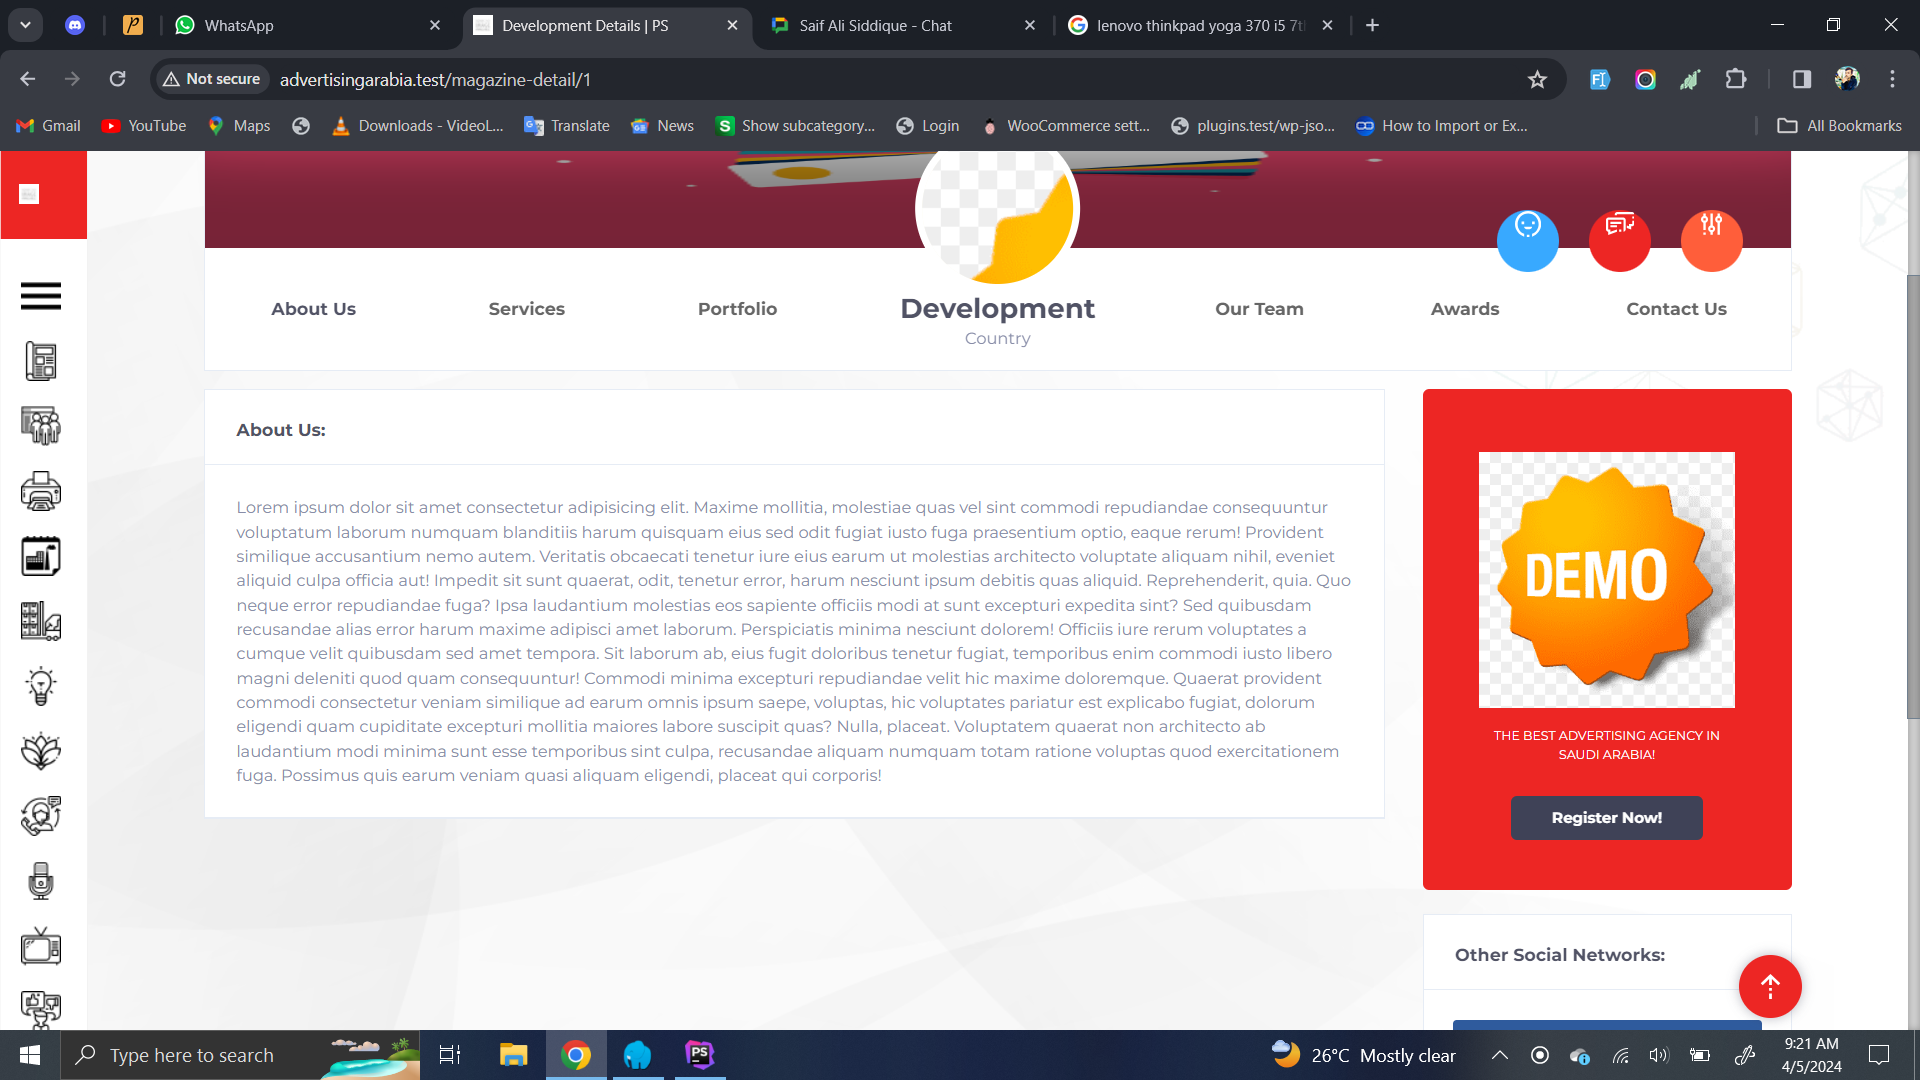 WhatsApp
Development Details | PS
Saif Ali Siddique - Chat
lenovo thinkpad yoga 370 i5 7th
Not secure
advertisingarabia.test/magazine-detail/1
Gmail
YouTube
Maps
Downloads - VideoL...
Translate
News
Show subcategory...
Login
WooCommerce sett...
plugins.test/wp-jso...
How to Import or Ex...
All Bookmarks
About Us
Services
Portfolio
Development
Country
Our Team
Awards
Contact Us
About Us:
Lorem ipsum dolor sit amet consectetur adipisicing elit. Maxime mollitia, molestiae quas vel sint commodi repudiandae consequuntur
voluptatum laborum numquam blanditiis harum quisquam eius sed odit fugiat iusto fuga praesentium optio, eaque rerum! Provident
similique accusantium nemo autem. Veritatis obcaecati tenetur iure eius earum ut molestias architecto voluptate aliquam nihil, eveniet
aliquid culpa officia aut! Impedit sit sunt quaerat, odit, tenetur error, harum nesciunt ipsum debitis quas aliquid. Reprehenderit, quia. Quo
neque error repudiandae fuga? Ipsa laudantium molestias eos sapiente officiis modi at sunt excepturi expedita sint? Sed quibusdam
recusandae alias error harum maxime adipisci amet laborum. Perspiciatis minima nesciunt dolorem! Officiis iure rerum voluptates a
cumque velit quibusdam sed amet tempora. Sit laborum ab, eius fugit doloribus tenetur fugiat, temporibus enim commodi iusto libero
magni deleniti quod quam consequuntur! Commodi minima excepturi repudiandae velit hic maxime doloremque. Quaerat provident
commodi consectetur veniam similique ad earum omnis ipsum saepe, voluptas, hic voluptates pariatur est explicabo fugiat, dolorum
eligendi quam cupiditate excepturi mollitia maiores labore suscipit quas? Nulla, placeat. Voluptatem quaerat non architecto ab
laudantium modi minima sunt esse temporibus sint culpa, recusandae aliquam numquam totam ratione voluptas quod exercitationem
fuga. Possimus quis earum veniam quasi aliquam eligendi, placeat qui corporis!
DEMO
THE BEST ADVERTISING AGENCY IN
SAUDI ARABIA!
Register Now!
Other Social Networks:
Type here to search
PS
26°C Mostly clear
9:21 AM
4/5/2024